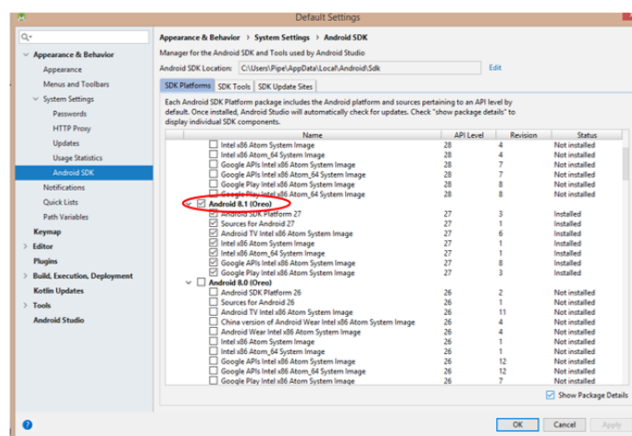 Default Settings
Appearance & Behavior
Appearance
Menus and Toolbars
System Settings
Passwords
HTTP Proxy
Updates
Usage Statistics
Android SDK
Notifications
Quick Lists
Path Variables
Keymap
Editor
Plugins
Build, Execution, Deployment
Kotlin Updates
Tools
Android Studio
Appearance & Behavior > System Settings > Android SDK
Manager for the Android SDK and Tools used by Android Studio
Android SDK Location: C:\Users\Pipe\AppData\Local\Android\Sdk Edit
SDK Platforms SDK Tools SDK Update Sites
Each Android SDK Platform package includes the Android platform and sources pertaining to an API level by
default. Once installed, Android Studio will automatically check for updates. Check "show package details" to
display individual SDK components.
Name API Level Revision Status
Intel x86 Atom System Image 28 4 Not installed
Intel x86 Atom_64 System Image 28 4 Not installed
Google APIs Intel x86 Atom System Image 28 7 Not installed
Google APIs Intel x86 Atom_64 System Image 28 7 Not installed
Google Play Intel x86 Atom System Image 28 8 Not installed
Google Play Intel x86 Atom_64 System Image 28 8 Not installed
Android 8.1 (Oreo)
Android SDK Platform 27 27 3 Installed
Sources for Android 27 27 1 Installed
Android TV Intel x86 Atom System Image 27 6 Installed
Intel x86 Atom System Image 27 1 Installed
Intel x86 Atom_64 System Image 27 1 Installed
Google APIs Intel x86 Atom System Image 27 8 Installed
Google Play Intel x86 Atom System Image 27 3 Installed
Android 8.0 (Oreo)
Android SDK Platform 26 26 2 Not installed
Sources for Android 26 26 1 Not installed
Android TV Intel x86 Atom System Image 26 11 Not installed
China version of Android Wear Intel x86 Atom System Image 26 4 Not installed
Android Wear Intel x86 Atom System Image 26 4 Not installed
Intel x86 Atom System Image 26 1 Not installed
Intel x86 Atom_64 System Image 26 1 Not installed
Google APIs Intel x86 Atom System Image 26 12 Not installed
Google APIs Intel x86 Atom_64 System Image 26 12 Not installed
Google Play Intel x86 Atom System Image 26 7 Not installed
Show Package Details
? OK Cancel Apply